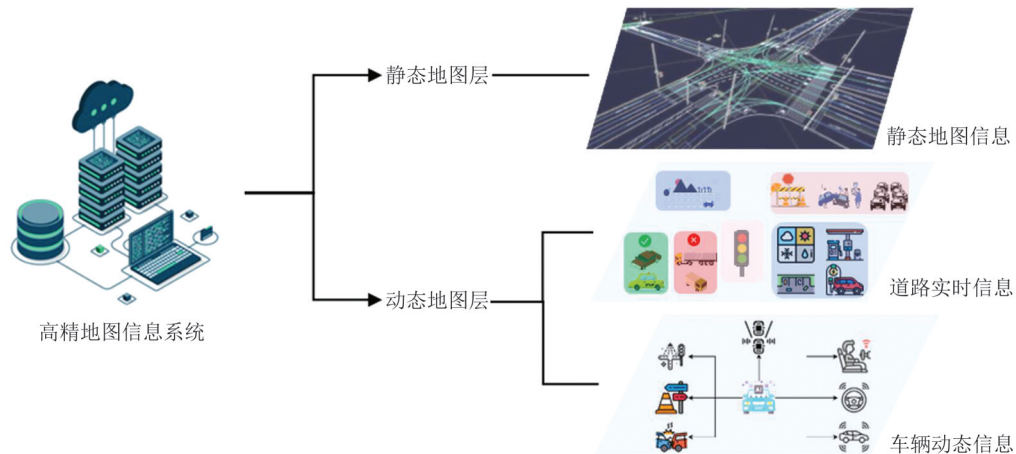 静态地图层
静态地图信息
高精地图信息系统
动态地图层
道路实时信息
车辆动态信息